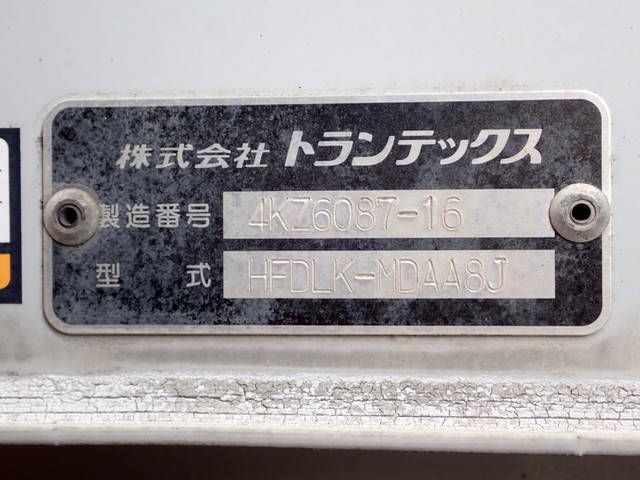 株式会社 トランテックス
製造番号 4KZ6087-16
型 式 HFDLK-MDAA8J